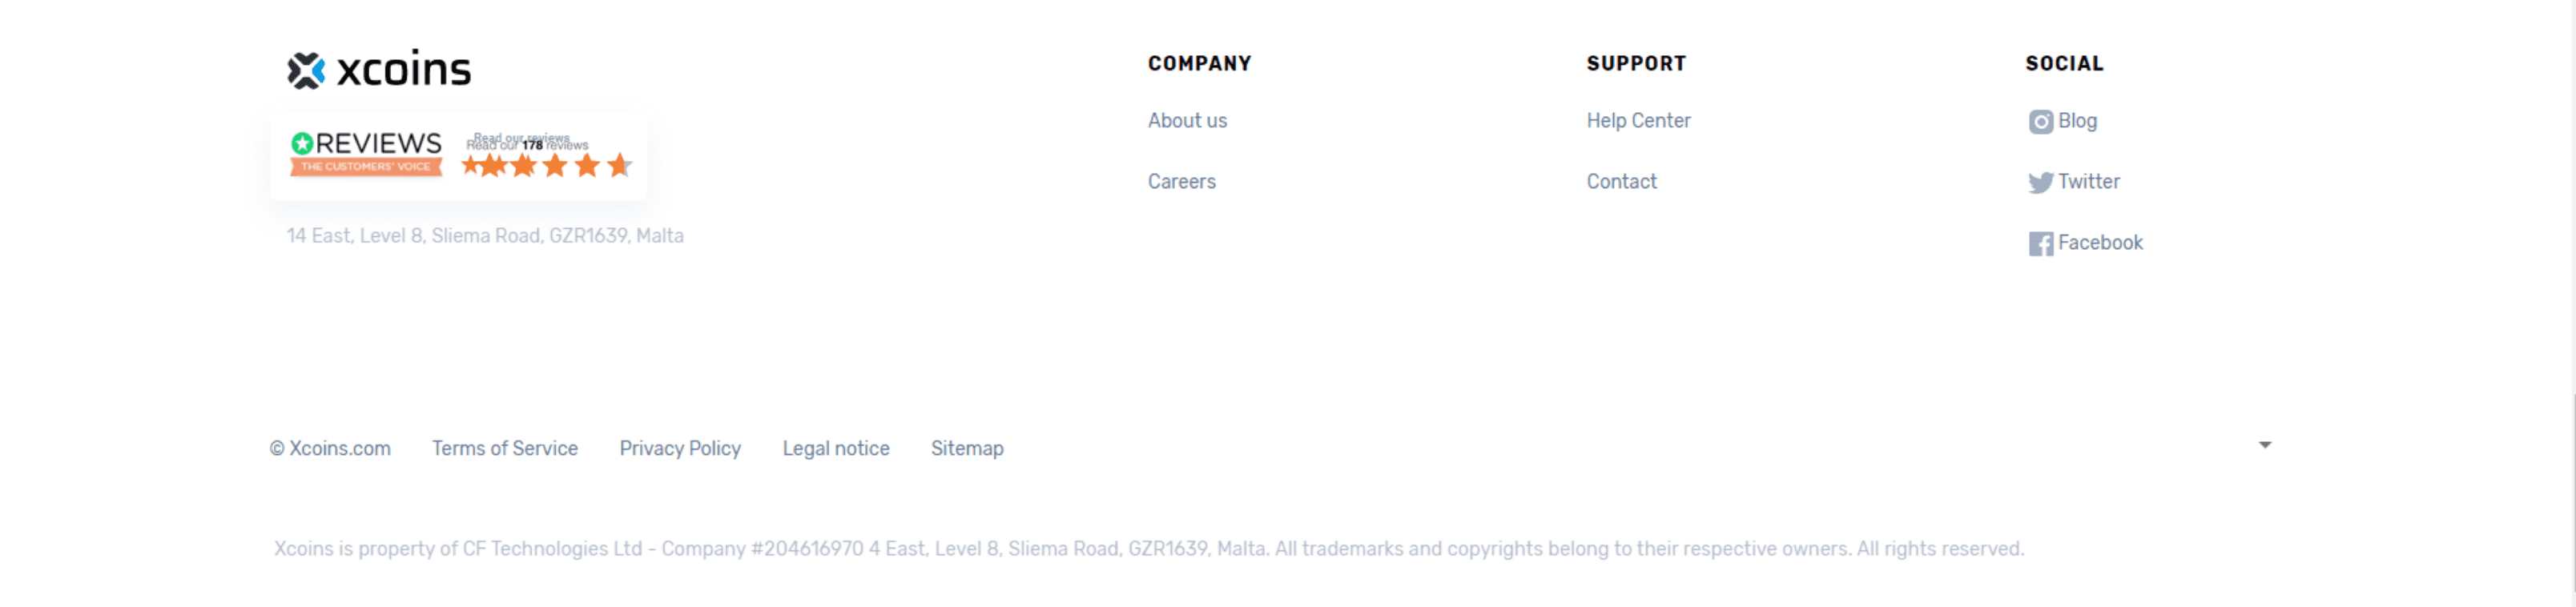 xcoins
REVIEWS
THE CUSTOMERS' VOICE
Read our reviews
Read our 178 reviews
14 East, Level 8, Sliema Road, GZR1639, Malta
COMPANY
About us
Careers
SUPPORT
Help Center
Contact
SOCIAL
Blog
Twitter
Facebook
© Xcoins.com Terms of Service Privacy Policy Legal notice Sitemap
Xcoins is property of CF Technologies Ltd - Company #204616970 4 East, Level 8, Sliema Road, GZR1639, Malta. All trademarks and copyrights belong to their respective owners. All rights reserved.